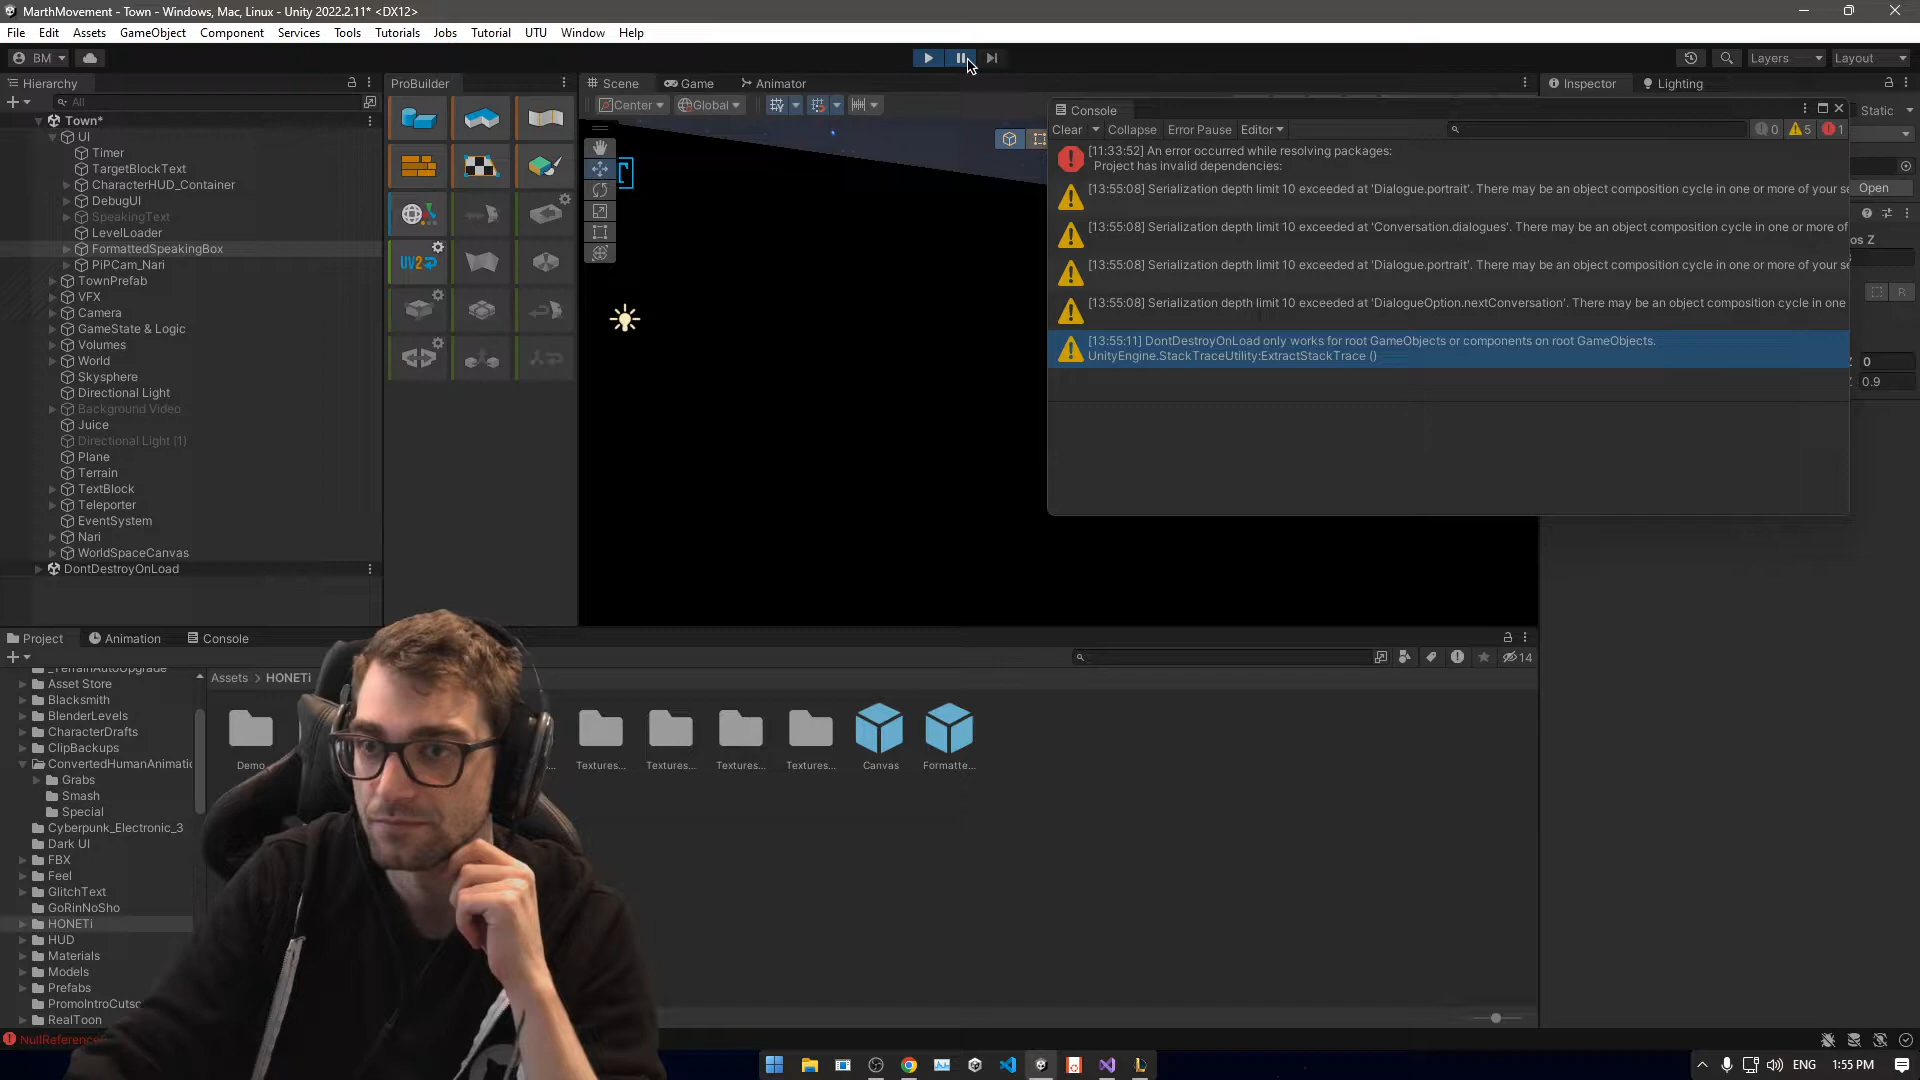 MarthMovement - Town - Windows, Mac, Linux - Unity 2022.2.11* <DX12>
File Edit Assets GameObject Component Services Tools Tutorials Jobs Tutorial UTU Window Help
BM
Layers Layout
Hierarchy
All
Town*
UI
Timer
TargetBlockText
CharacterHUD_Container
DebugUI
SpeakingText
LevelLoader
FormattedSpeakingBox
PiPCam_Nari
TownPrefab
VFX
Camera
GameState & Logic
Volumes
World
Skysphere
Directional Light
Background Video
Juice
Directional Light (1)
Plane
Terrain
TextBlock
Teleporter
EventSystem
Nari
WorldSpaceCanvas
DontDestroyOnLoad
ProBuilder
UV2
Scene Game Animator
Center Global
Console
Clear Collapse Error Pause Editor
0 5 1
[11:33:52] An error occurred while resolving packages:
Project has invalid dependencies:
[13:55:08] Serialization depth limit 10 exceeded at 'Dialogue.portrait'. There may be an object composition cycle in one or more of your se
[13:55:08] Serialization depth limit 10 exceeded at 'Conversation.dialogues'. There may be an object composition cycle in one or more of
[13:55:08] Serialization depth limit 10 exceeded at 'Dialogue.portrait'. There may be an object composition cycle in one or more of your se
[13:55:08] Serialization depth limit 10 exceeded at 'DialogueOption.nextConversation'. There may be an object composition cycle in one
[13:55:11] DontDestroyOnLoad only works for root GameObjects or components on root GameObjects.
UnityEngine.StackTraceUtility:ExtractStackTrace ()
Inspector Lighting
Static
Open
os Z
R
0
0.9
Project Animation Console
14
_TerrainAutoUpgrade
Asset Store
Blacksmith
BlenderLevels
CharacterDrafts
ClipBackups
ConvertedHumanAnimatic
Grabs
Smash
Special
Cyberpunk_Electronic_3
Dark UI
FBX
Feel
GlitchText
GoRinNoSho
HONETi
HUD
Materials
Models
Prefabs
PromoIntroCutsc
RealToon
Assets > HONETi
Demo
Textures...
Textures...
Textures...
Textures...
Canvas
Formatte...
NullReference
ENG 1:55 PM